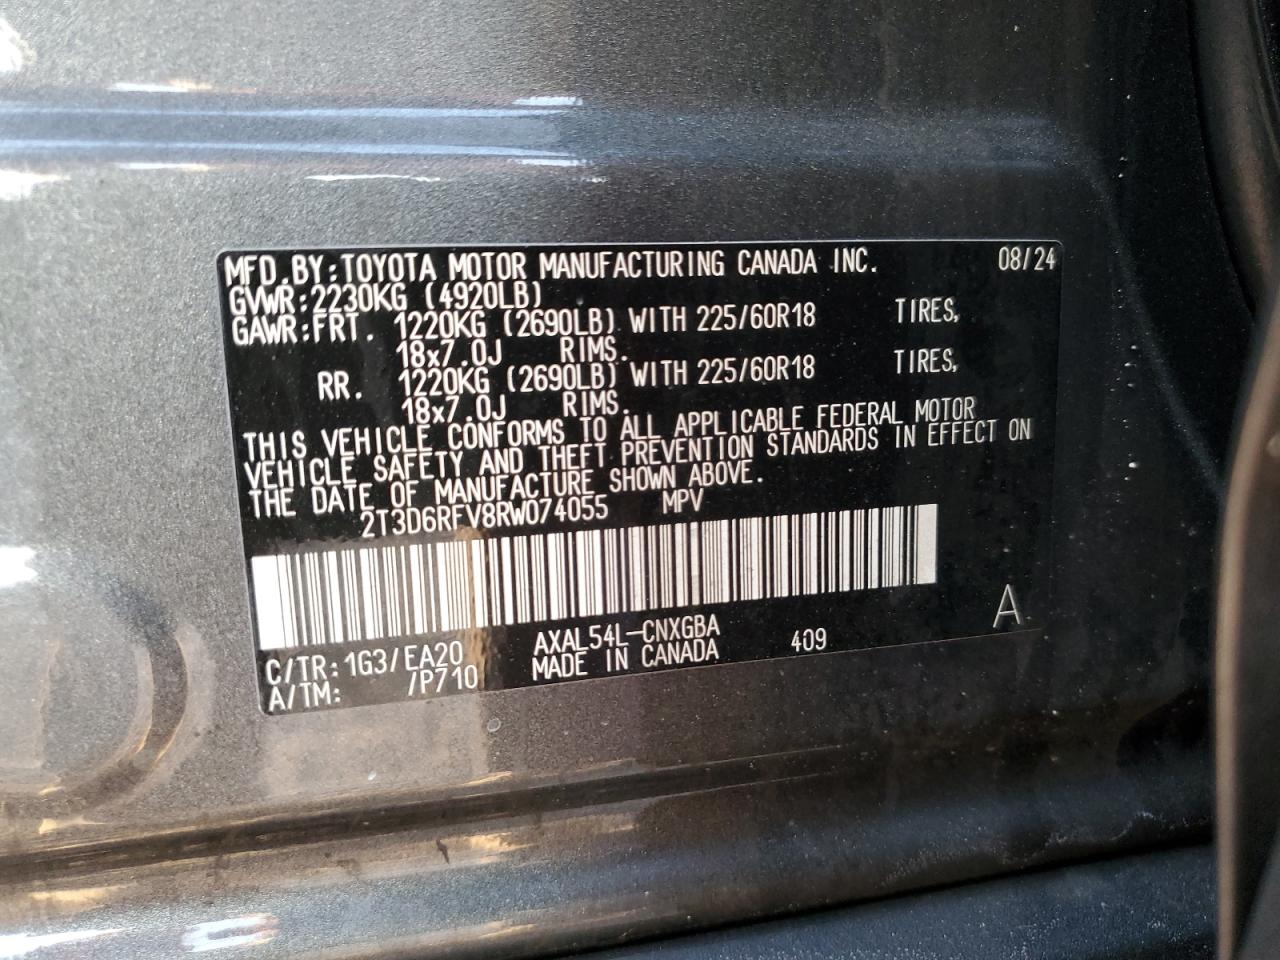 MFD.BY:TOYOTA MOTOR MANUFACTURING CANADA INC. 08/24
GVWR:2230KG (4920LB)
GAWR:FRT. 1220KG (2690LB) WITH 225/60R18 TIRES,
18x7.0J RIMS.
RR. 1220KG (2690LB) WITH 225/60R18 TIRES,
18x7.0J RIMS.
THIS VEHICLE CONFORMS TO ALL APPLICABLE FEDERAL MOTOR
VEHICLE SAFETY AND THEFT PREVENTION STANDARDS IN EFFECT ON
THE DATE OF MANUFACTURE SHOWN ABOVE.
2T3D6RFV8RW074055 MPV
A
C/TR:1G3/EA20 AXAL54L-CNXGBA 409
A/TM: /P710 MADE IN CANADA